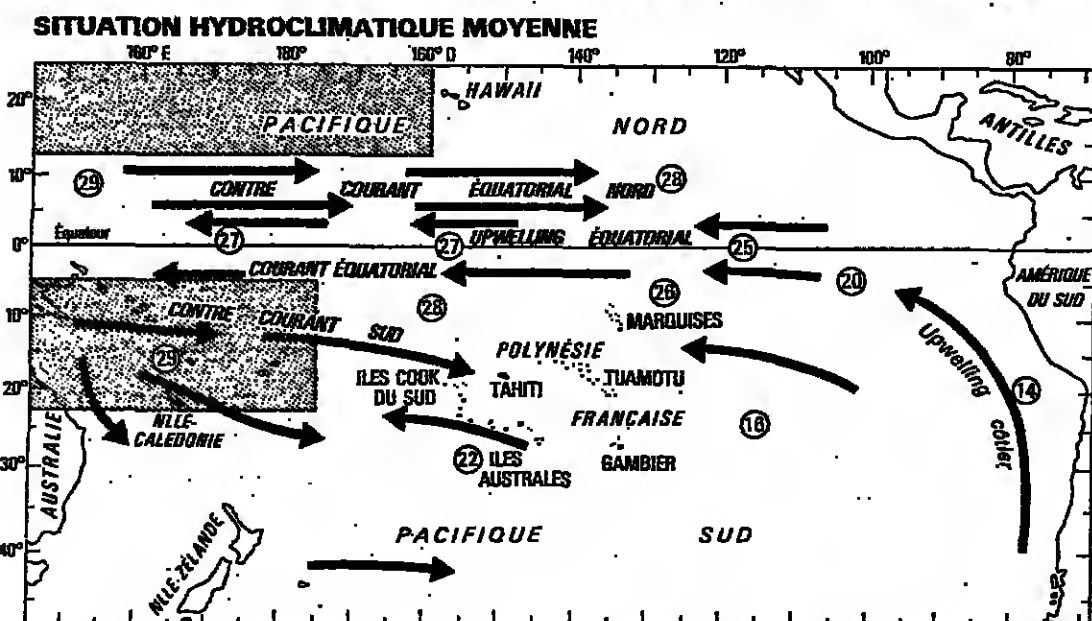 SITUATION HYDROCLIMATIQUE MOYENNE
160° E 180° 160° O 140° 120° 100° 80°
20°
HAWAII
PACIFIQUE NORD
ANTILLES
10°
29
28
CONTRE COURANT ÉQUATORIAL NORD
Équateur
27
27
UPWELLING ÉQUATORIAL
25
0°
COURANT ÉQUATORIAL
26
20
AMÉRIQUE
DU SUD
28
10°
CONTRE COURANT SUD
MARQUISES
29
POLYNÉSIE
FRANÇAISE
ILES COOK
DU SUD
TAHITI
TUAMOTU
20°
Upwelling côtier
14
NLLE-
CALEDONIE
16
AUSTRALIE
22
ILES
AUSTRALES
GAMBIER
30°
PACIFIQUE SUD
NLLE-ZÉLANDE
40°